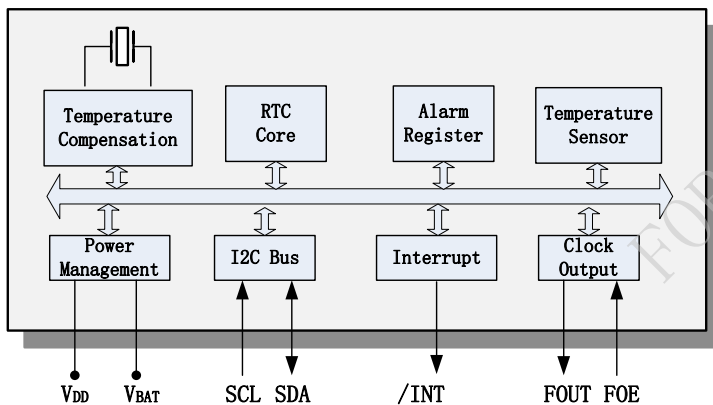 Temperature
Compensation
RTC
Core
Alarm
Register
Temperature
Sensor
Power
Management
I2C Bus
Interrupt
Clock
Output
VDD
VBAT
SCL SDA
/INT
FOUT FOE